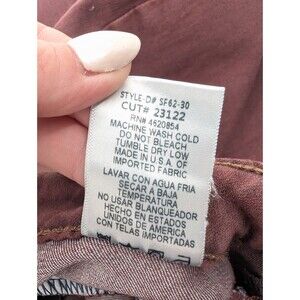 STYLE-D# SF62-30
CUT# 23122
RN# 4620854
MACHINE WASH COLD
DO NOT BLEACH
TUMBLE DRY LOW
MADE IN U.S.A. OF
IMPORTED FABRIC
LAVAR CON AGUA FRIA
SECAR A BAJA
TEMPERATURA
NO USAR BLANQUEADOR
HECHO EN ESTADOS
UNIDOS DE AMERICA
CON TELAS IMPORTADAS